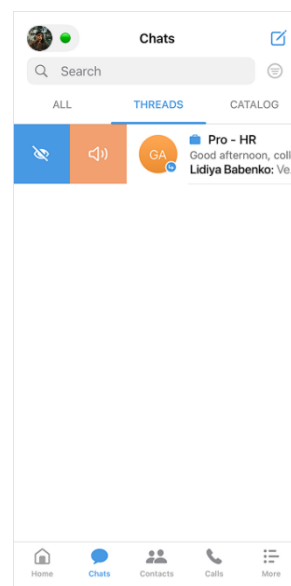 Chats
Search
ALL THREADS CATALOG
GA
Pro - HR
Good afternoon, coll
Lidiya Babenko: Ve
Home Chats Contacts Calls More